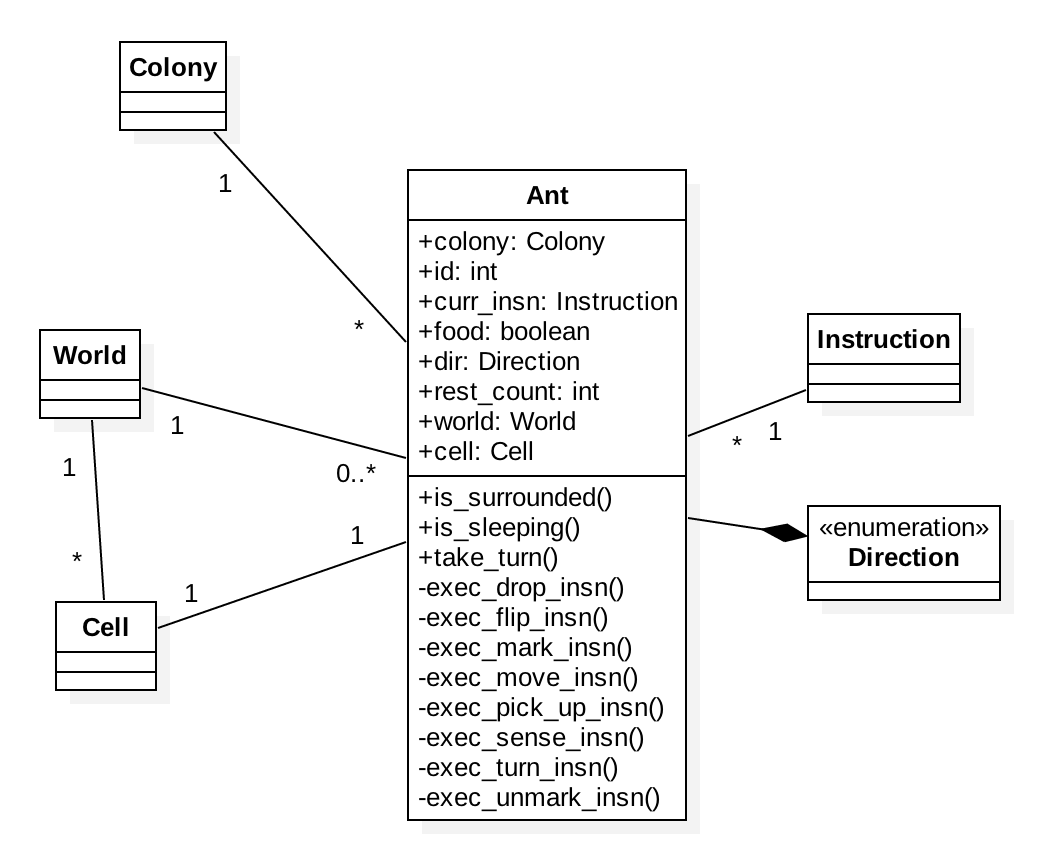 Colony
1
*
Ant
+colony: Colony
+id: int
+curr_insn: Instruction
+food: boolean
+dir: Direction
+rest_count: int
+world: World
+cell: Cell
+is_surrounded()
+is_sleeping()
+take_turn()
-exec_drop_insn()
-exec_flip_insn()
-exec_mark_insn()
-exec_move_insn()
-exec_pick_up_insn()
-exec_sense_insn()
-exec_turn_insn()
-exec_unmark_insn()
World
1
0..*
1
*
Cell
1
1
Instruction
*
1
«enumeration»
Direction